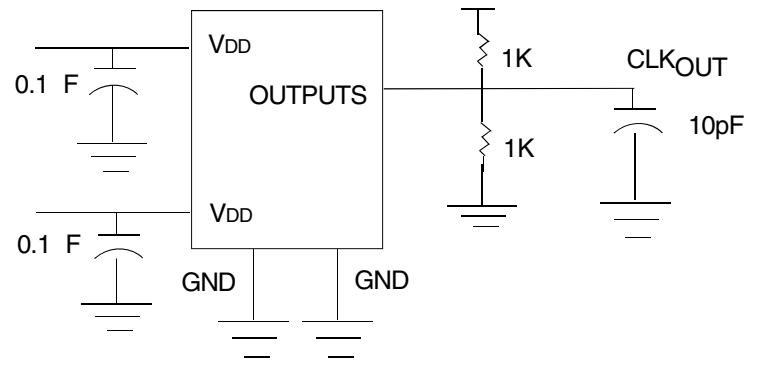 VDD
0.1 F
OUTPUTS
1K
CLKOUT
10pF
1K
VDD
0.1 F
GND
GND